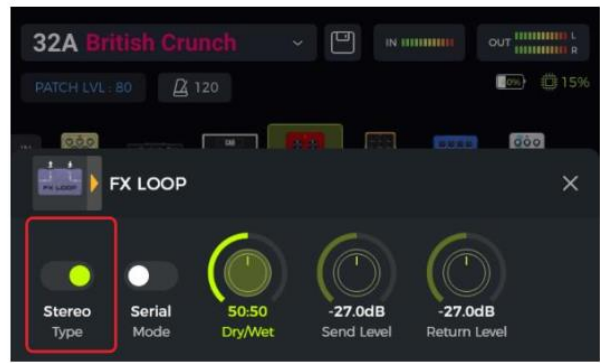 32A British Crunch
IN
OUT
L
R
PATCH LVL : 80
120
0%
15%
FX LOOP
FX LOOP
Stereo
Type
Serial
Mode
50:50
Dry/Wet
-27.0dB
Send Level
-27.0dB
Return Level